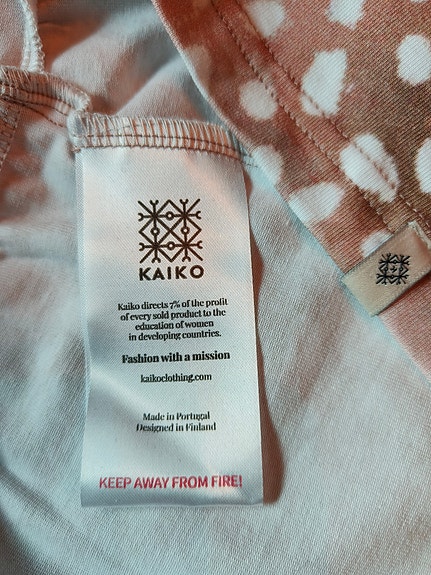 KAIKO
Kaiko directs 7% of the profit
of every sold product to the
education of women
in developing countries.
Fashion with a mission
kaikoclothing.com
Made in Portugal
Designed in Finland
KEEP AWAY FROM FIRE!